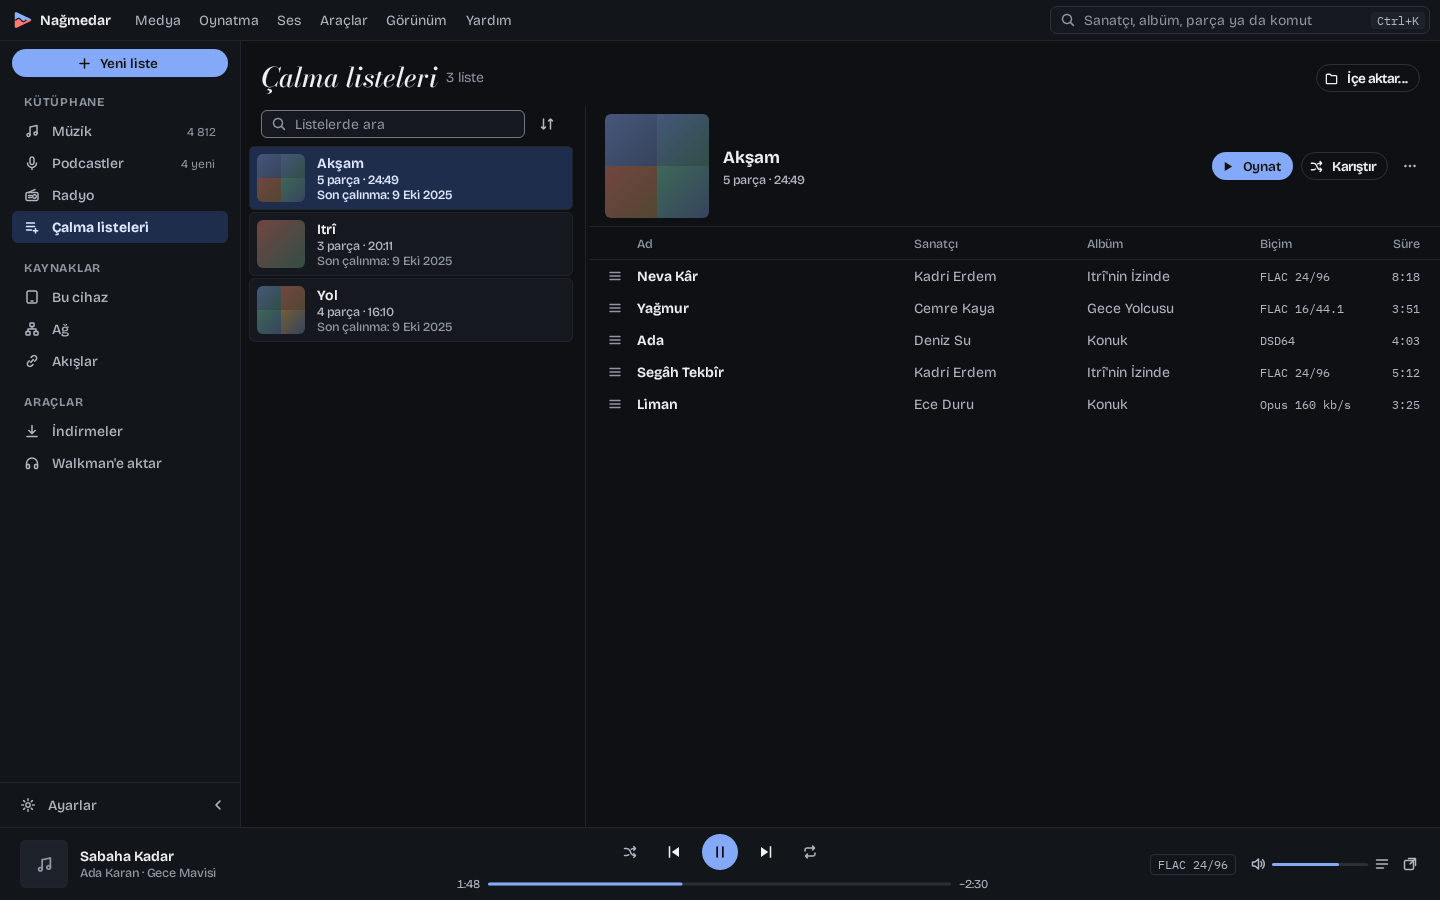 Nağmedar
Medya
Oynatma
Ses
Araçlar
Görünüm
Yardım
Sanatçı, albüm, parça ya da komut
Ctrl+K
Yeni liste
KÜTÜPHANE
Müzik
4 812
Podcastler
4 yeni
Radyo
Çalma listeleri
KAYNAKLAR
Bu cihaz
Ağ
Akışlar
ARAÇLAR
İndirmeler
Walkman'e aktar
Ayarlar
Çalma listeleri
3 liste
İçe aktar...
Listelerde ara
Akşam
5 parça · 24:49
Son çalınma: 9 Eki 2025
Itrî
3 parça · 20:11
Son çalınma: 9 Eki 2025
Yol
4 parça · 16:10
Son çalınma: 9 Eki 2025
Akşam
5 parça · 24:49
Oynat
Karıştır
Ad Sanatçı Albüm Biçim Süre
Neva Kâr Kadri Erdem Itrî'nin İzinde FLAC 24/96 8:18
Yağmur Cemre Kaya Gece Yolcusu FLAC 16/44.1 3:51
Ada Deniz Su Konuk DSD64 4:03
Segâh Tekbîr Kadri Erdem Itrî'nin İzinde FLAC 24/96 5:12
Liman Ece Duru Konuk Opus 160 kb/s 3:25
Sabaha Kadar
Ada Karan · Gece Mavisi
1:48
−2:30
FLAC 24/96